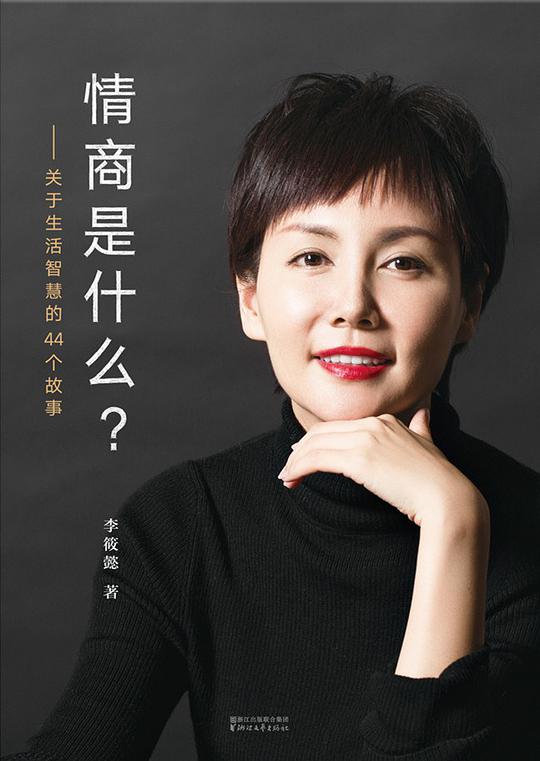 情商是什么？
——关于生活智慧的44个故事
李筱懿 著
浙江出版联合集团
浙江文艺出版社